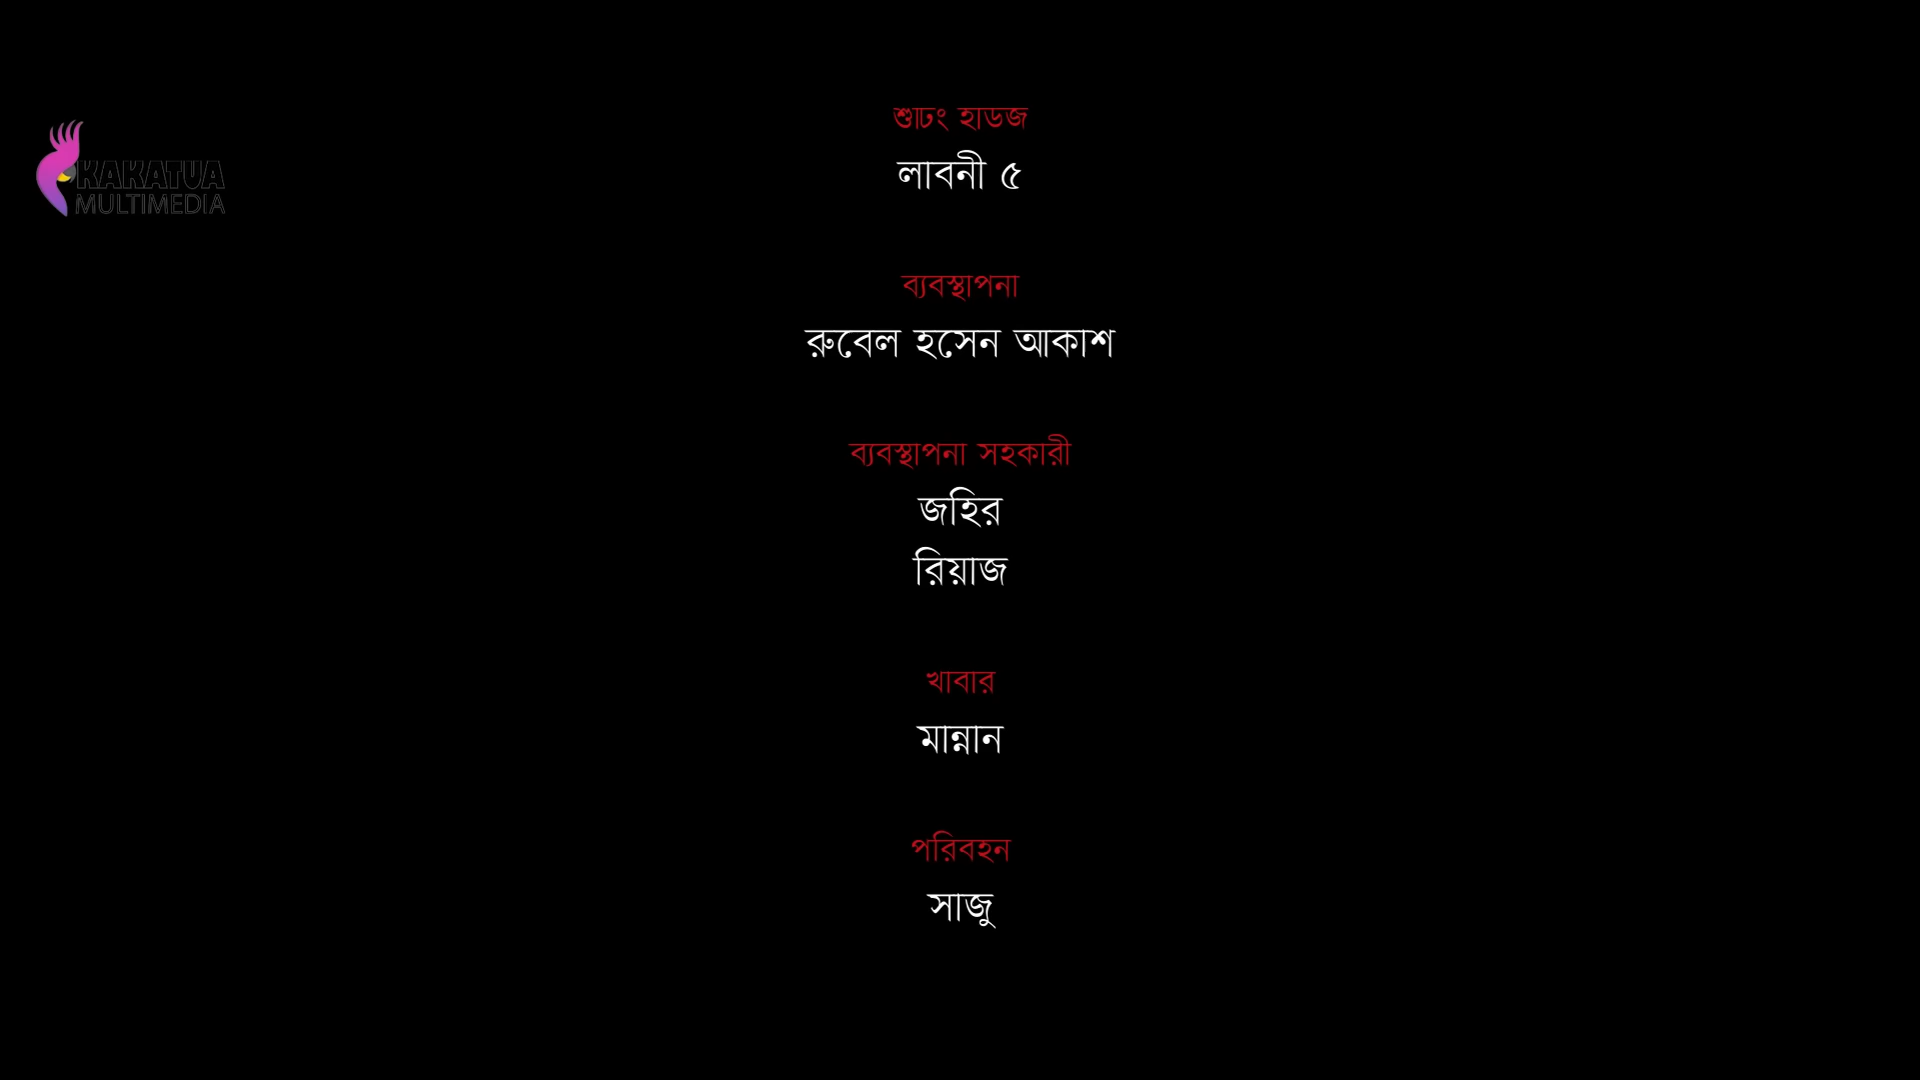 শুটিং হাউজ
লাবনী ৫
KAKATUA
MULTIMEDIA
ব্যবস্থাপনা
রুবেল হসেন আকাশ
ব্যবস্থাপনা সহকারী
জহির
রিয়াজ
খাবার
মান্নান
পরিবহন
সাজু